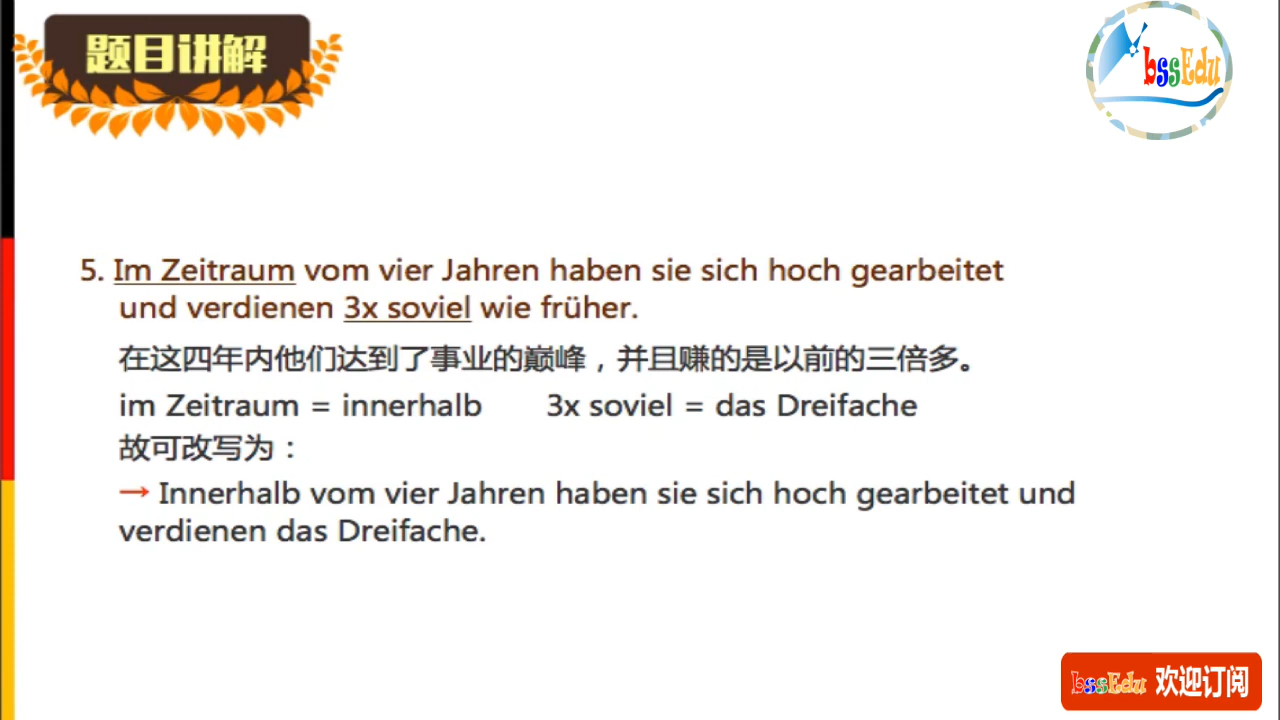 题目讲解
bssEdu
5. Im Zeitraum vom vier Jahren haben sie sich hoch gearbeitet
und verdienen 3x soviel wie früher.
在这四年内他们达到了事业的巅峰，并且赚的是以前的三倍多。
im Zeitraum = innerhalb 3x soviel = das Dreifache
故可改写为：
→ Innerhalb vom vier Jahren haben sie sich hoch gearbeitet und
verdienen das Dreifache.
bssEdu 欢迎订阅